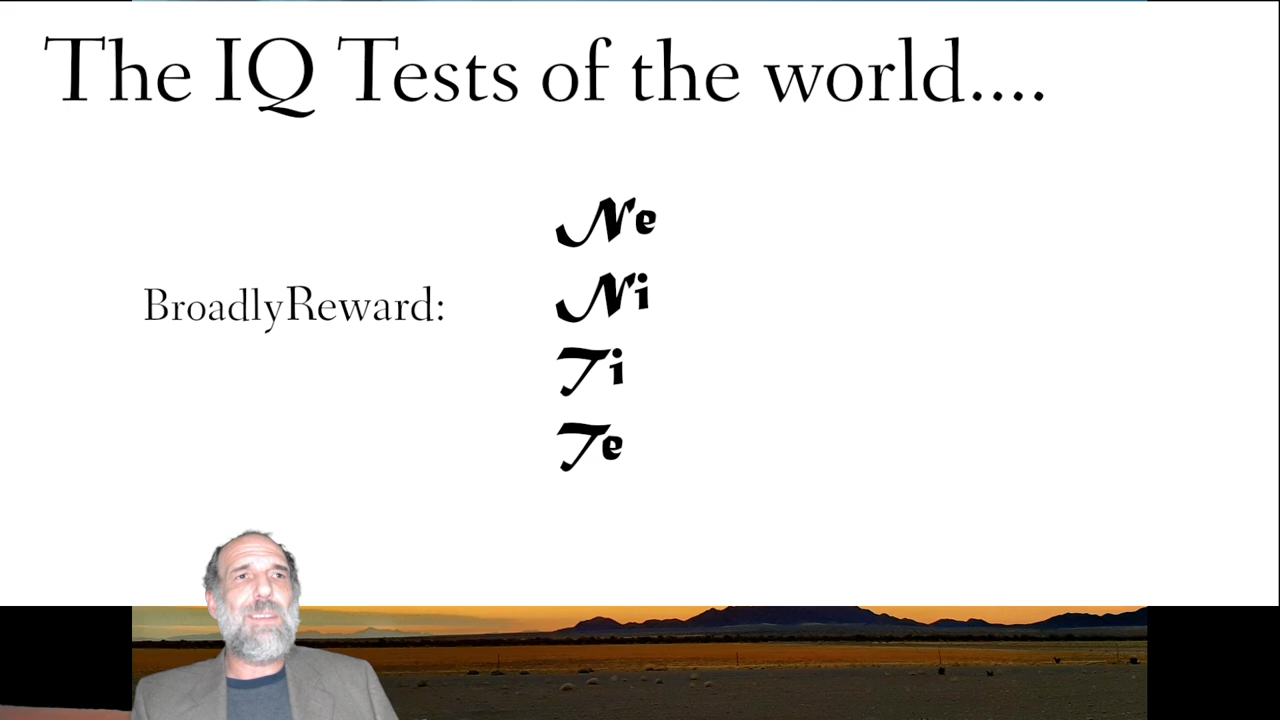 The IQ Tests of the world....
Ne
Ni
BroadlyReward:
Ti
Te